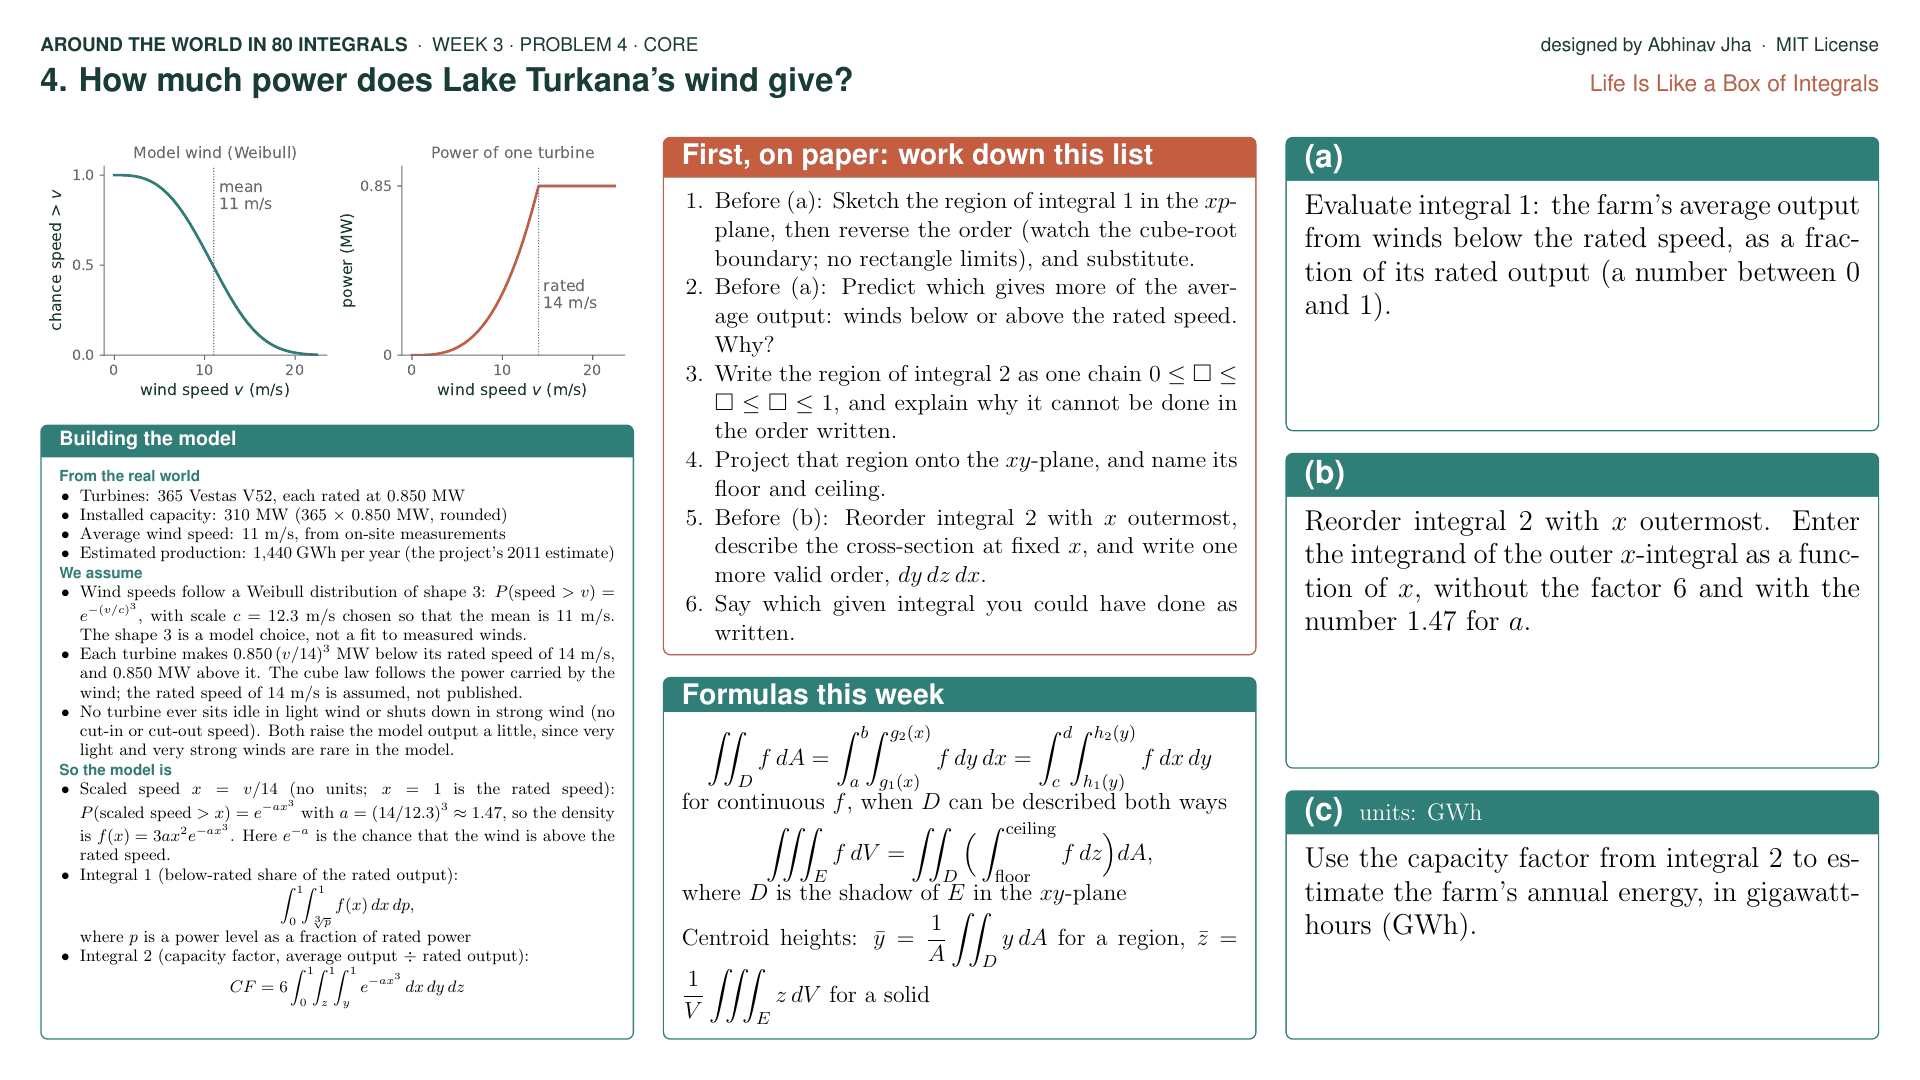 AROUND THE WORLD IN 80 INTEGRALS · WEEK 3 · PROBLEM 4 · CORE
designed by Abhinav Jha · MIT License
4. How much power does Lake Turkana's wind give?
Life Is Like a Box of Integrals
Model wind (Weibull)
chance speed > v
1.0
0.5
0.0
mean
11 m/s
0
10
20
wind speed v (m/s)
Power of one turbine
power (MW)
0.85
0
rated
14 m/s
0
10
20
wind speed v (m/s)
Building the model
From the real world
• Turbines: 365 Vestas V52, each rated at 0.850 MW
• Installed capacity: 310 MW (365 × 0.850 MW, rounded)
• Average wind speed: 11 m/s, from on-site measurements
• Estimated production: 1,440 GWh per year (the project's 2011 estimate)
We assume
• Wind speeds follow a Weibull distribution of shape 3: P(speed > v) =
e^{-(v/c)^3}, with scale c = 12.3 m/s chosen so that the mean is 11 m/s.
The shape 3 is a model choice, not a fit to measured winds.
• Each turbine makes 0.850 (v/14)^3 MW below its rated speed of 14 m/s,
and 0.850 MW above it. The cube law follows the power carried by the
wind; the rated speed of 14 m/s is assumed, not published.
• No turbine ever sits idle in light wind or shuts down in strong wind (no
cut-in or cut-out speed). Both raise the model output a little, since very
light and very strong winds are rare in the model.
So the model is
• Scaled speed x = v/14 (no units; x = 1 is the rated speed):
P(scaled speed > x) = e^{-ax^3} with a = (14/12.3)^3 ≈ 1.47, so the density
is f(x) = 3ax^2e^{-ax^3}. Here e^{-a} is the chance that the wind is above the
rated speed.
• Integral 1 (below-rated share of the rated output):
∫_0^1 ∫_{∛p}^1 f(x) dx dp,
where p is a power level as a fraction of rated power
• Integral 2 (capacity factor, average output ÷ rated output):
CF = 6 ∫_0^1 ∫_z^1 ∫_y^1 e^{-ax^3} dx dy dz
First, on paper: work down this list
1. Before (a): Sketch the region of integral 1 in the xp-
plane, then reverse the order (watch the cube-root
boundary; no rectangle limits), and substitute.
2. Before (a): Predict which gives more of the aver-
age output: winds below or above the rated speed.
Why?
3. Write the region of integral 2 as one chain 0 ≤ □ ≤
□ ≤ □ ≤ 1, and explain why it cannot be done in
the order written.
4. Project that region onto the xy-plane, and name its
floor and ceiling.
5. Before (b): Reorder integral 2 with x outermost,
describe the cross-section at fixed x, and write one
more valid order, dy dz dx.
6. Say which given integral you could have done as
written.
Formulas this week
∬_D f dA = ∫_a^b ∫_{g_1(x)}^{g_2(x)} f dy dx = ∫_c^d ∫_{h_1(y)}^{h_2(y)} f dx dy
for continuous f, when D can be described both ways
∭_E f dV = ∬_D (∫_floor^ceiling f dz) dA,
where D is the shadow of E in the xy-plane
Centroid heights: ȳ = 1/A ∬_D y dA for a region, z̄ =
1/V ∭_E z dV for a solid
(a)
Evaluate integral 1: the farm's average output
from winds below the rated speed, as a frac-
tion of its rated output (a number between 0
and 1).
(b)
Reorder integral 2 with x outermost. Enter
the integrand of the outer x-integral as a func-
tion of x, without the factor 6 and with the
number 1.47 for a.
(c) units: GWh
Use the capacity factor from integral 2 to es-
timate the farm's annual energy, in gigawatt-
hours (GWh).